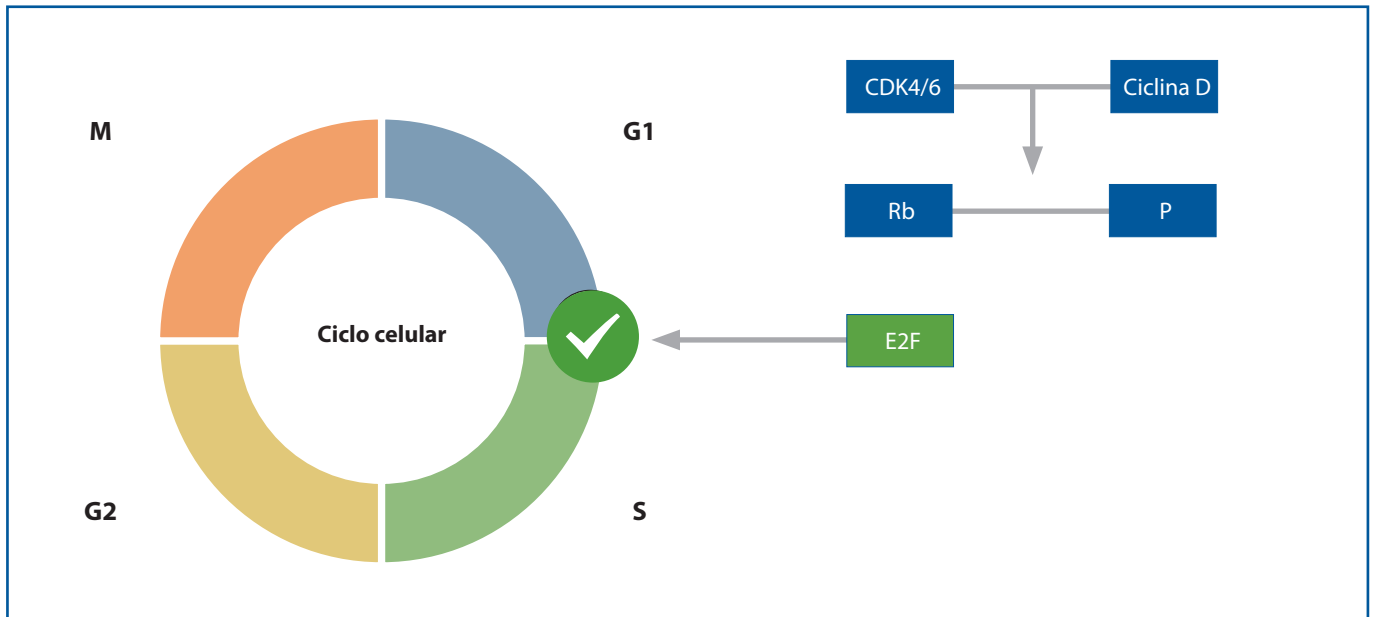 M
G1
Ciclo celular
G2
S
CDK4/6
Ciclina D
Rb
P
E2F